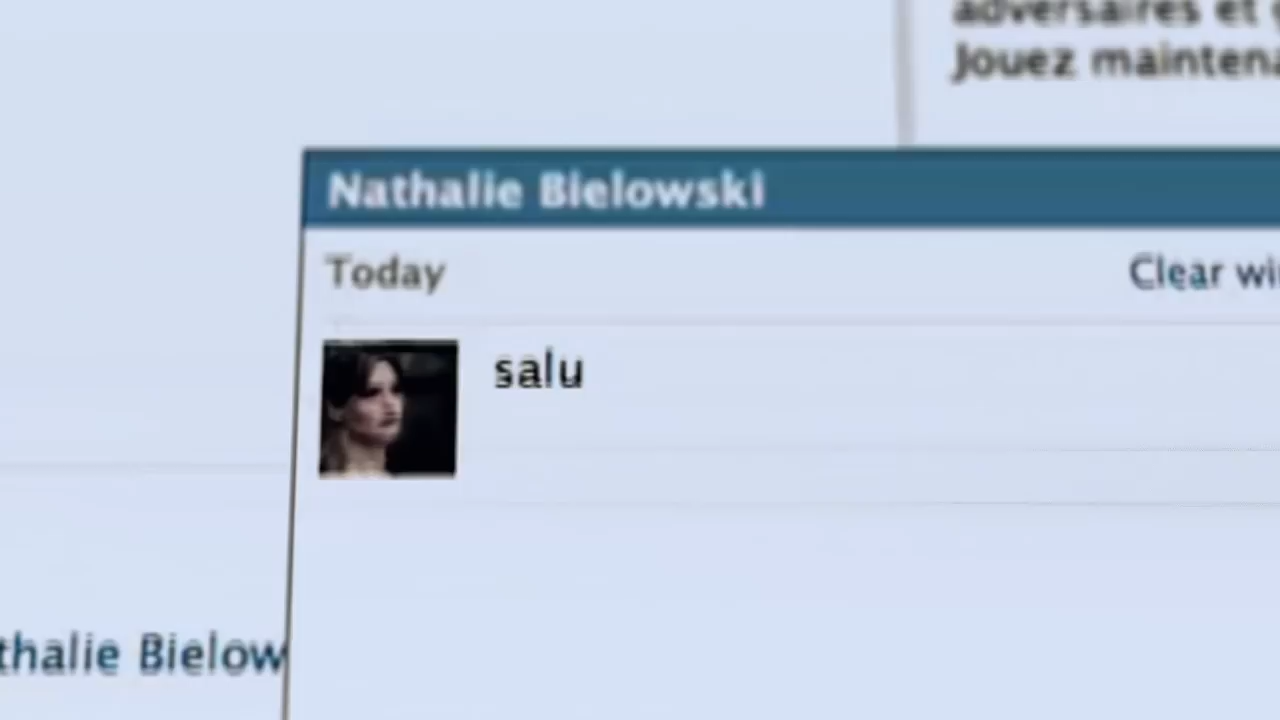 adversaires et
Jouez maintena
Nathalie Bielowski
Today
Clear wi
salu
thalie Bielow